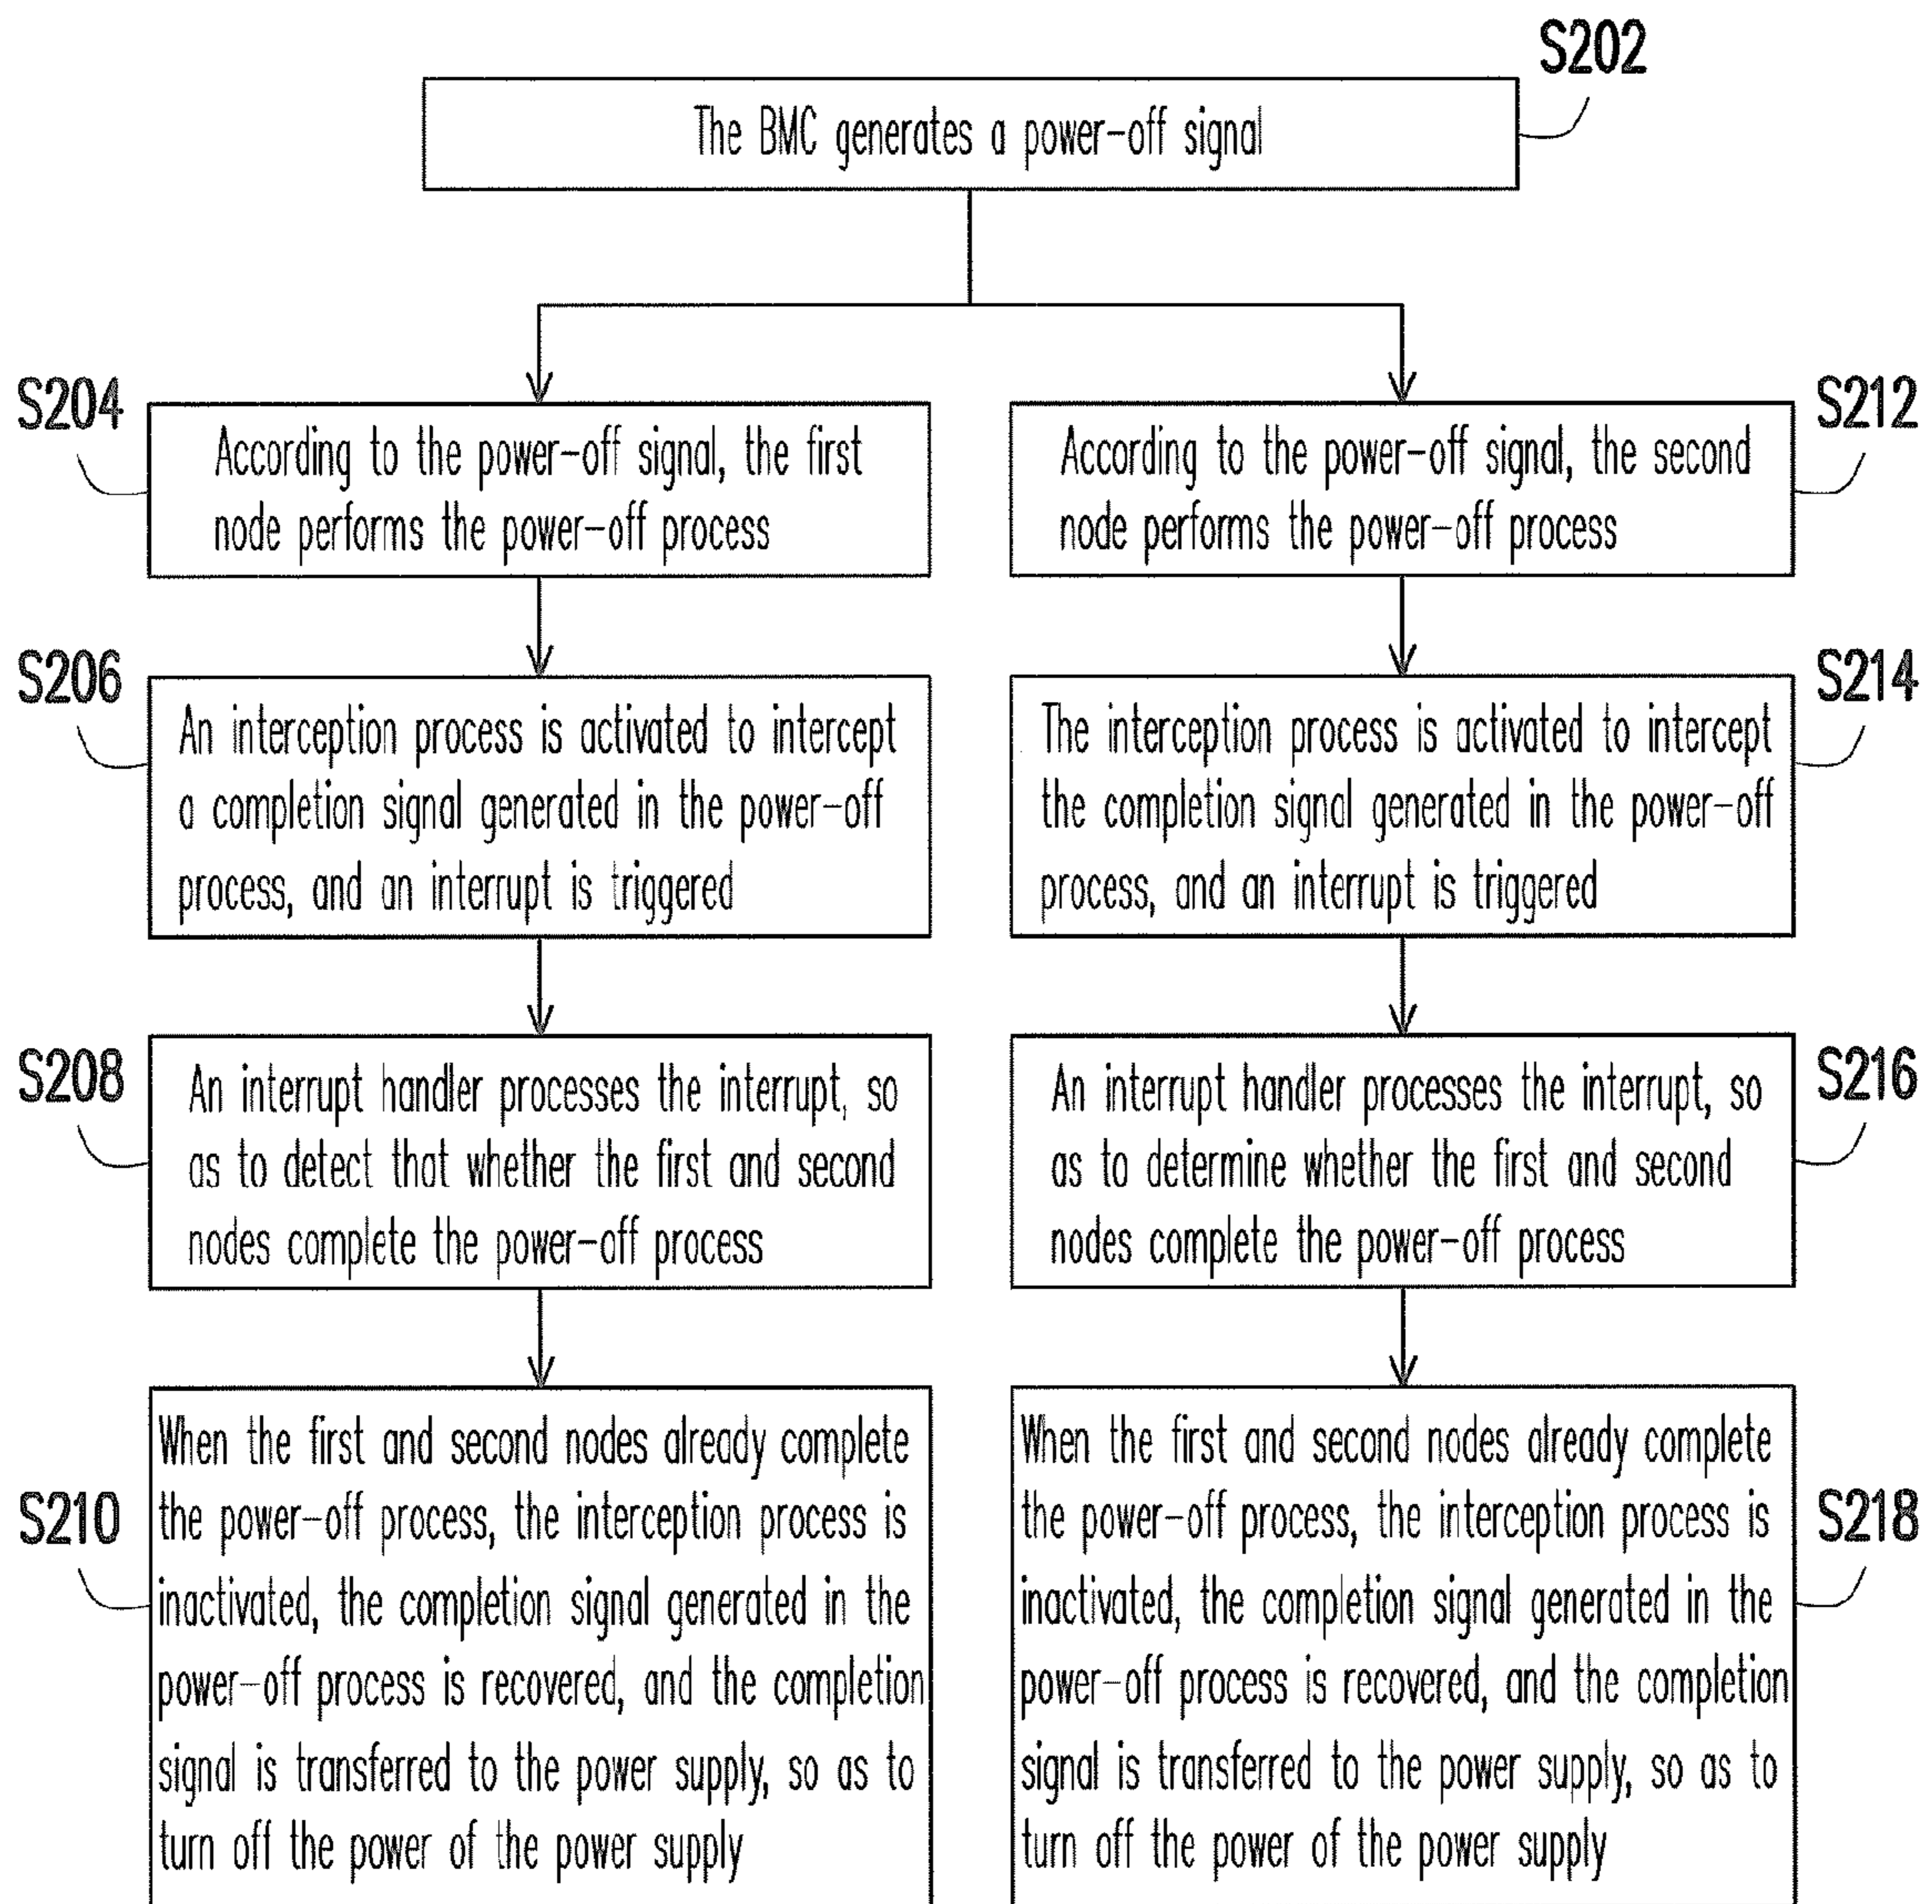 S202
The BMC generates a power-off signal
S204
According to the power-off signal, the first
node performs the power-off process
S212
According to the power-off signal, the second
node performs the power-off process
S206
An interception process is activated to intercept
a completion signal generated in the power-off
process, and an interrupt is triggered
S214
The interception process is activated to intercept
the completion signal generated in the power-off
process, and an interrupt is triggered
S208
An interrupt handler processes the interrupt, so
as to detect that whether the first and second
nodes complete the power-off process
S216
An interrupt handler processes the interrupt, so
as to determine whether the first and second
nodes complete the power-off process
S210
When the first and second nodes already complete
the power-off process, the interception process is
inactivated, the completion signal generated in the
power-off process is recovered, and the completion
signal is transferred to the power supply, so as to
turn off the power of the power supply
S218
When the first and second nodes already complete
the power-off process, the interception process is
inactivated, the completion signal generated in the
power-off process is recovered, and the completion
signal is transferred to the power supply, so as to
turn off the power of the power supply